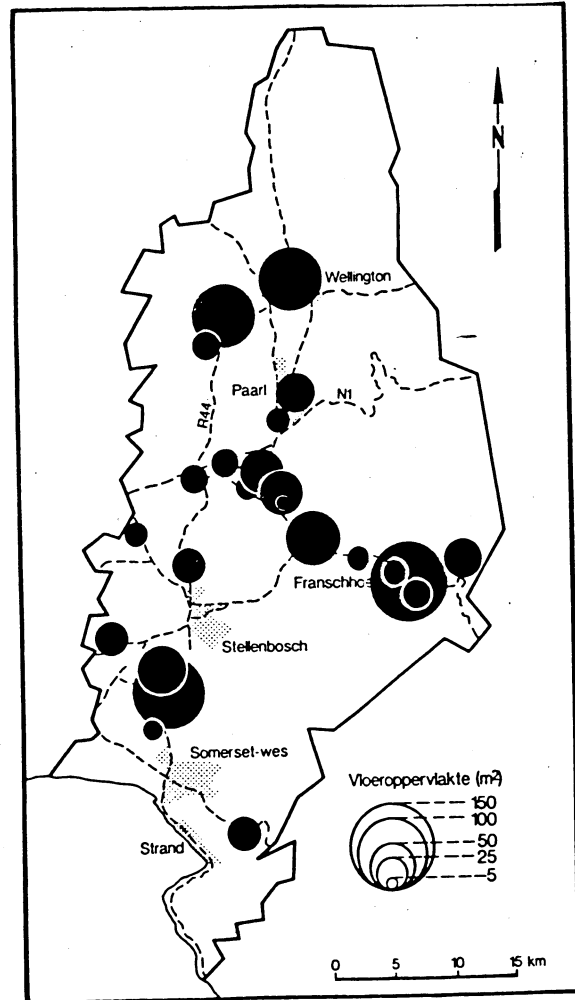 N
Wellington
Paarl
N1
R44
Franschho
Stellenbosch
Somerset-wes
Strand
Vloeroppervlakte (m²)
150
100
50
25
5
0 5 10 15 km